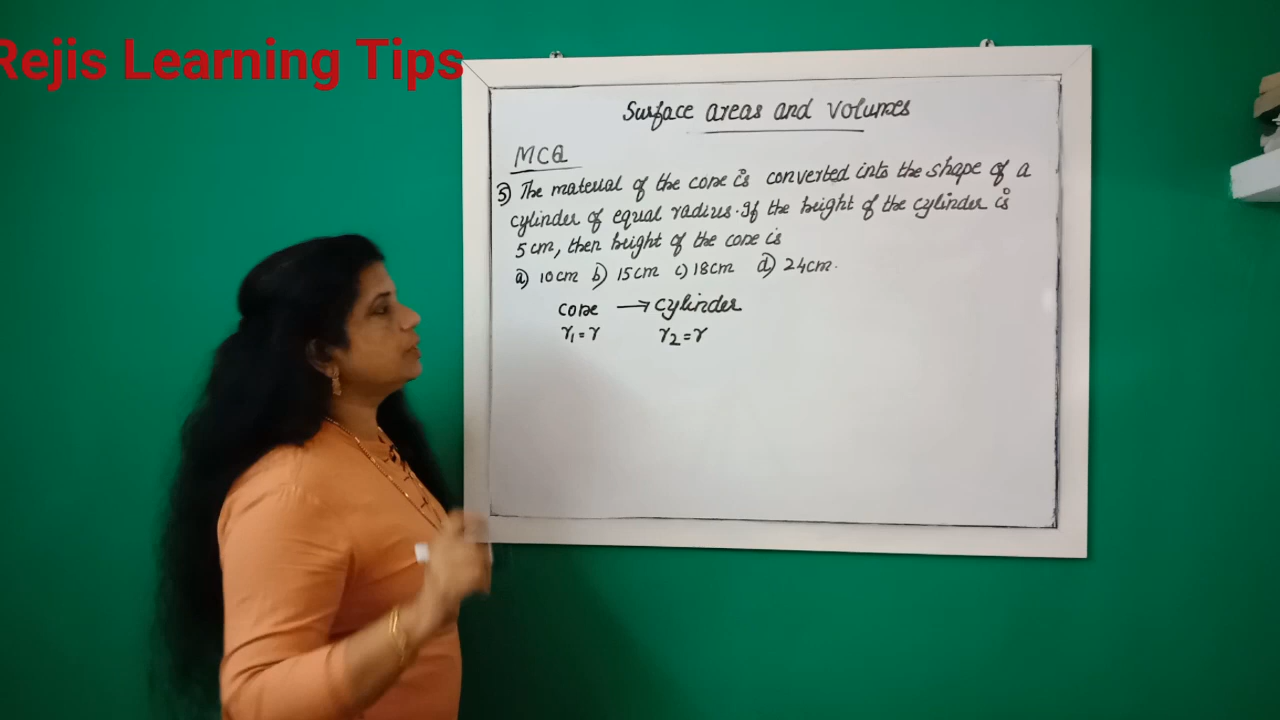 Rejis Learning Tips
Surface areas and volumes
MCQ
5) The material of the cone is converted into the shape of a
cylinder of equal radius. If the height of the cylinder is
5 cm, then height of the cone is
a) 10cm b) 15cm c) 18cm d) 24cm.
cone → cylinder
r₁ = r r₂ = r